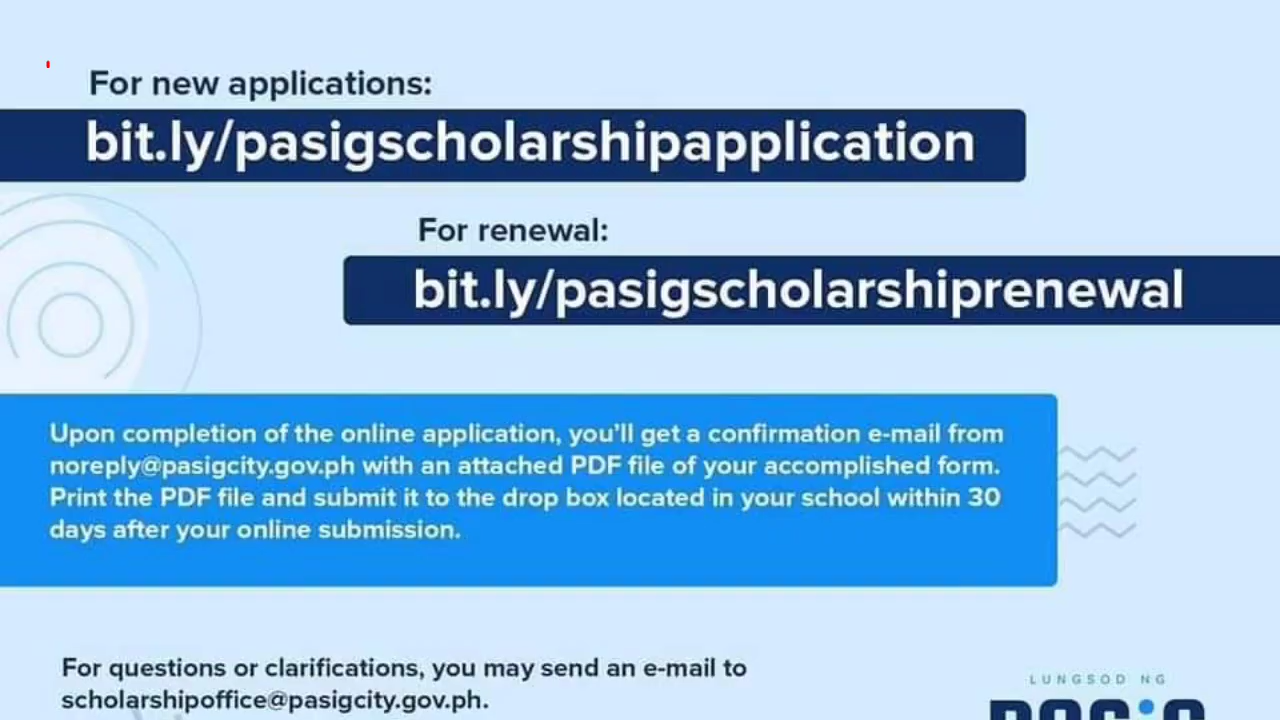 For new applications:
bit.ly/pasigscholarshipapplication
For renewal:
bit.ly/pasigscholarshiprenewal
Upon completion of the online application, you'll get a confirmation e-mail from
noreply@pasigcity.gov.ph with an attached PDF file of your accomplished form.
Print the PDF file and submit it to the drop box located in your school within 30
days after your online submission.
For questions or clarifications, you may send an e-mail to
scholarshipoffice@pasigcity.gov.ph.
LUNGSOD NG
PASIG